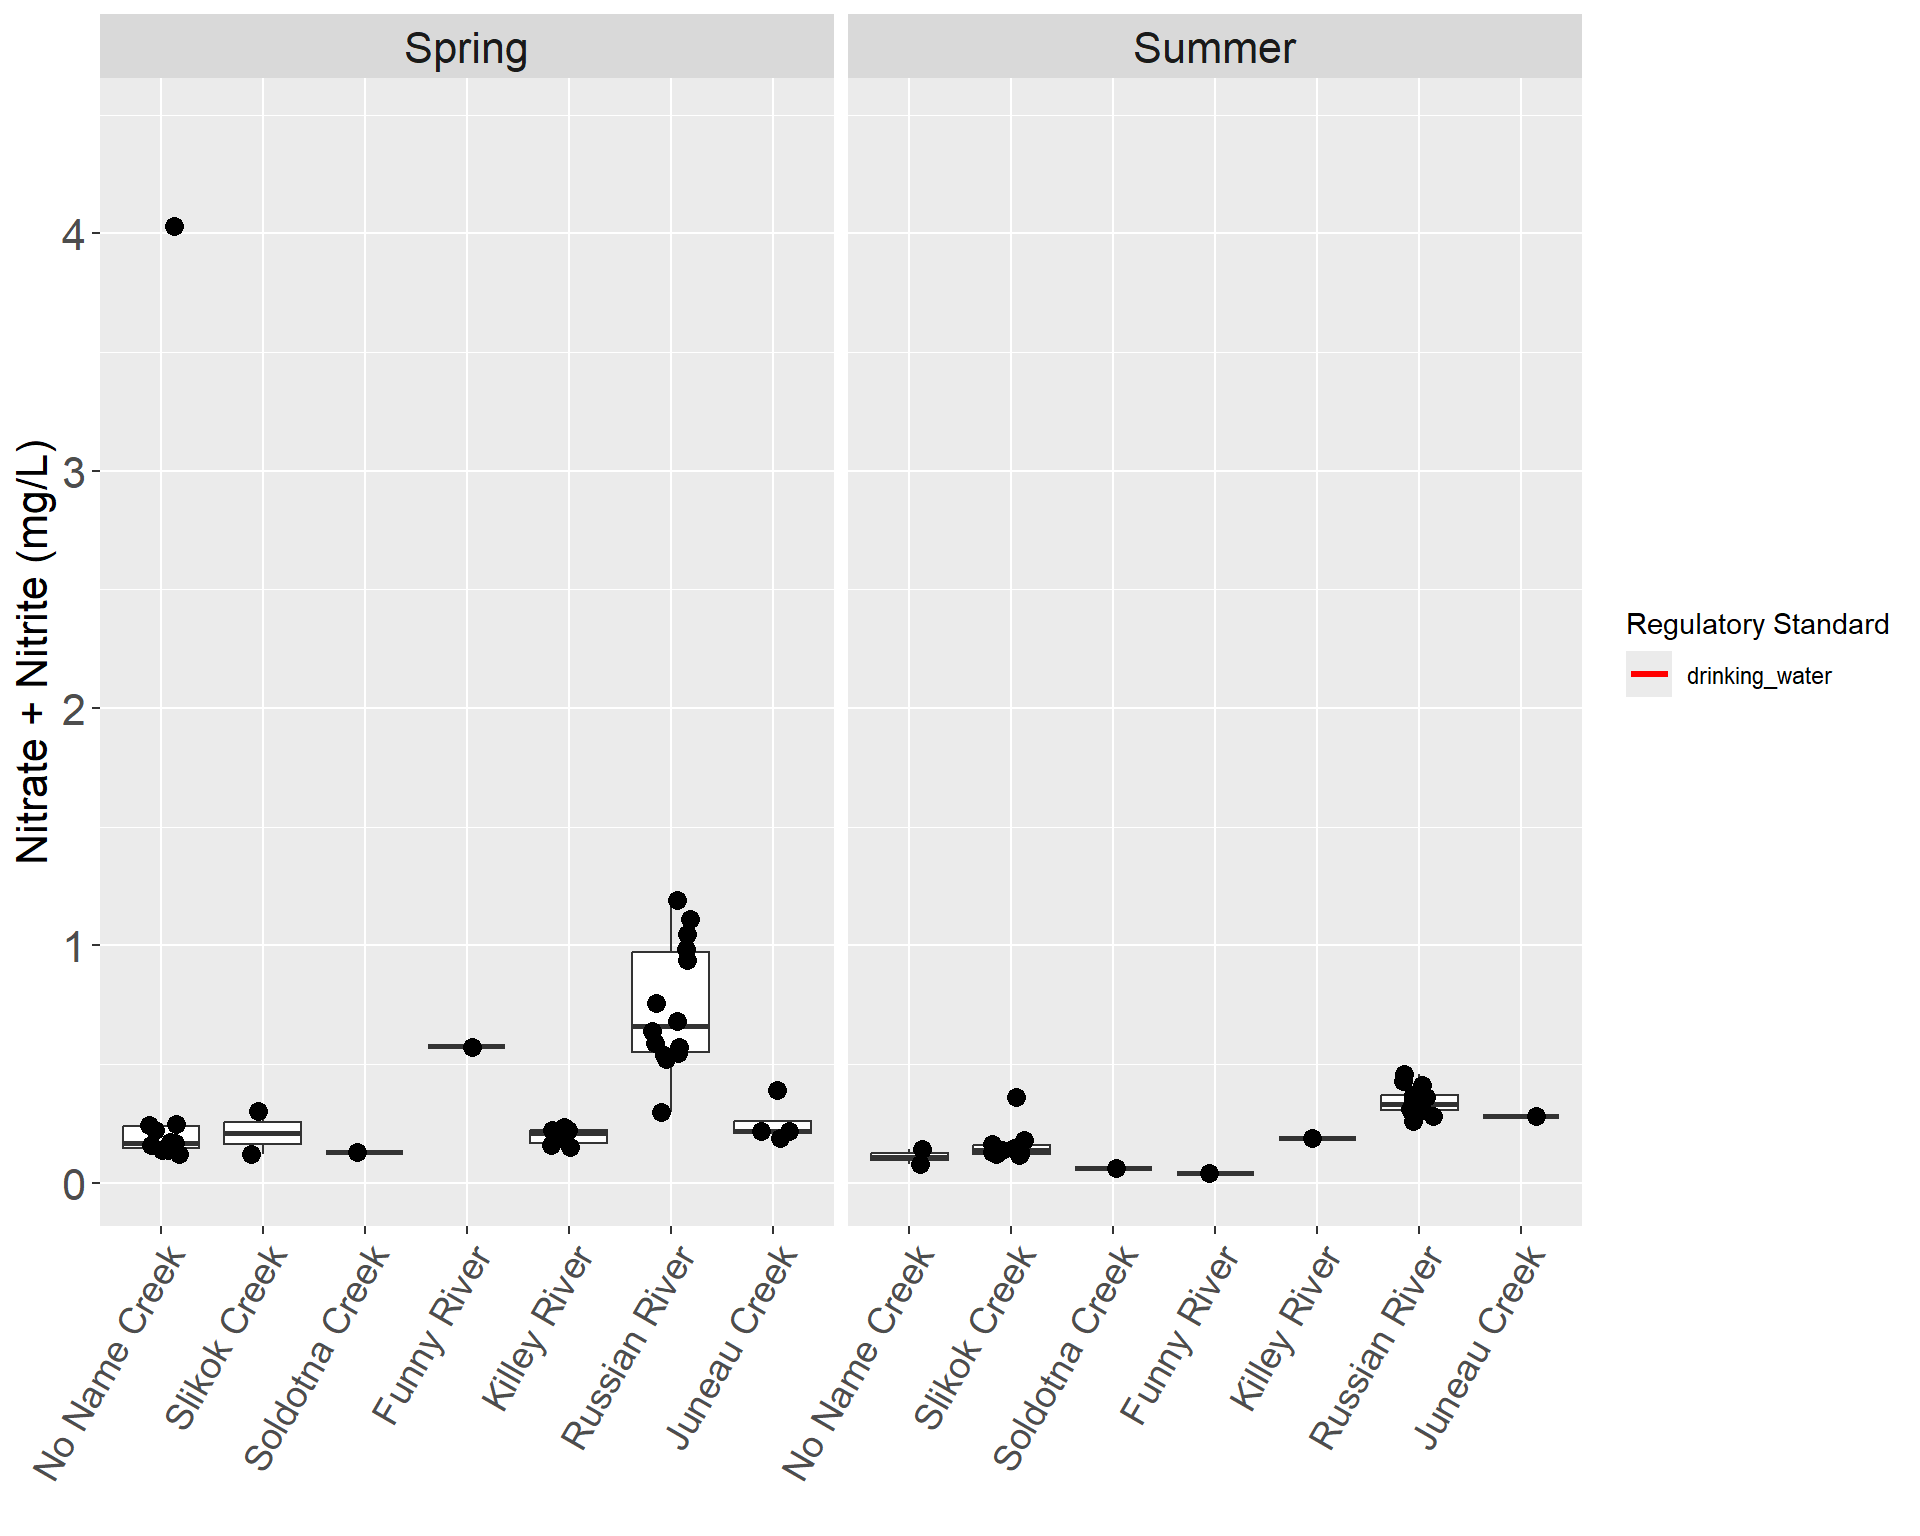 Spring
Summer
Nitrate + Nitrite (mg/L)
4
3
2
1
0
No Name Creek
Slikok Creek
Soldotna Creek
Funny River
Killey River
Russian River
Juneau Creek
No Name Creek
Slikok Creek
Soldotna Creek
Funny River
Killey River
Russian River
Juneau Creek
Regulatory Standard
drinking_water